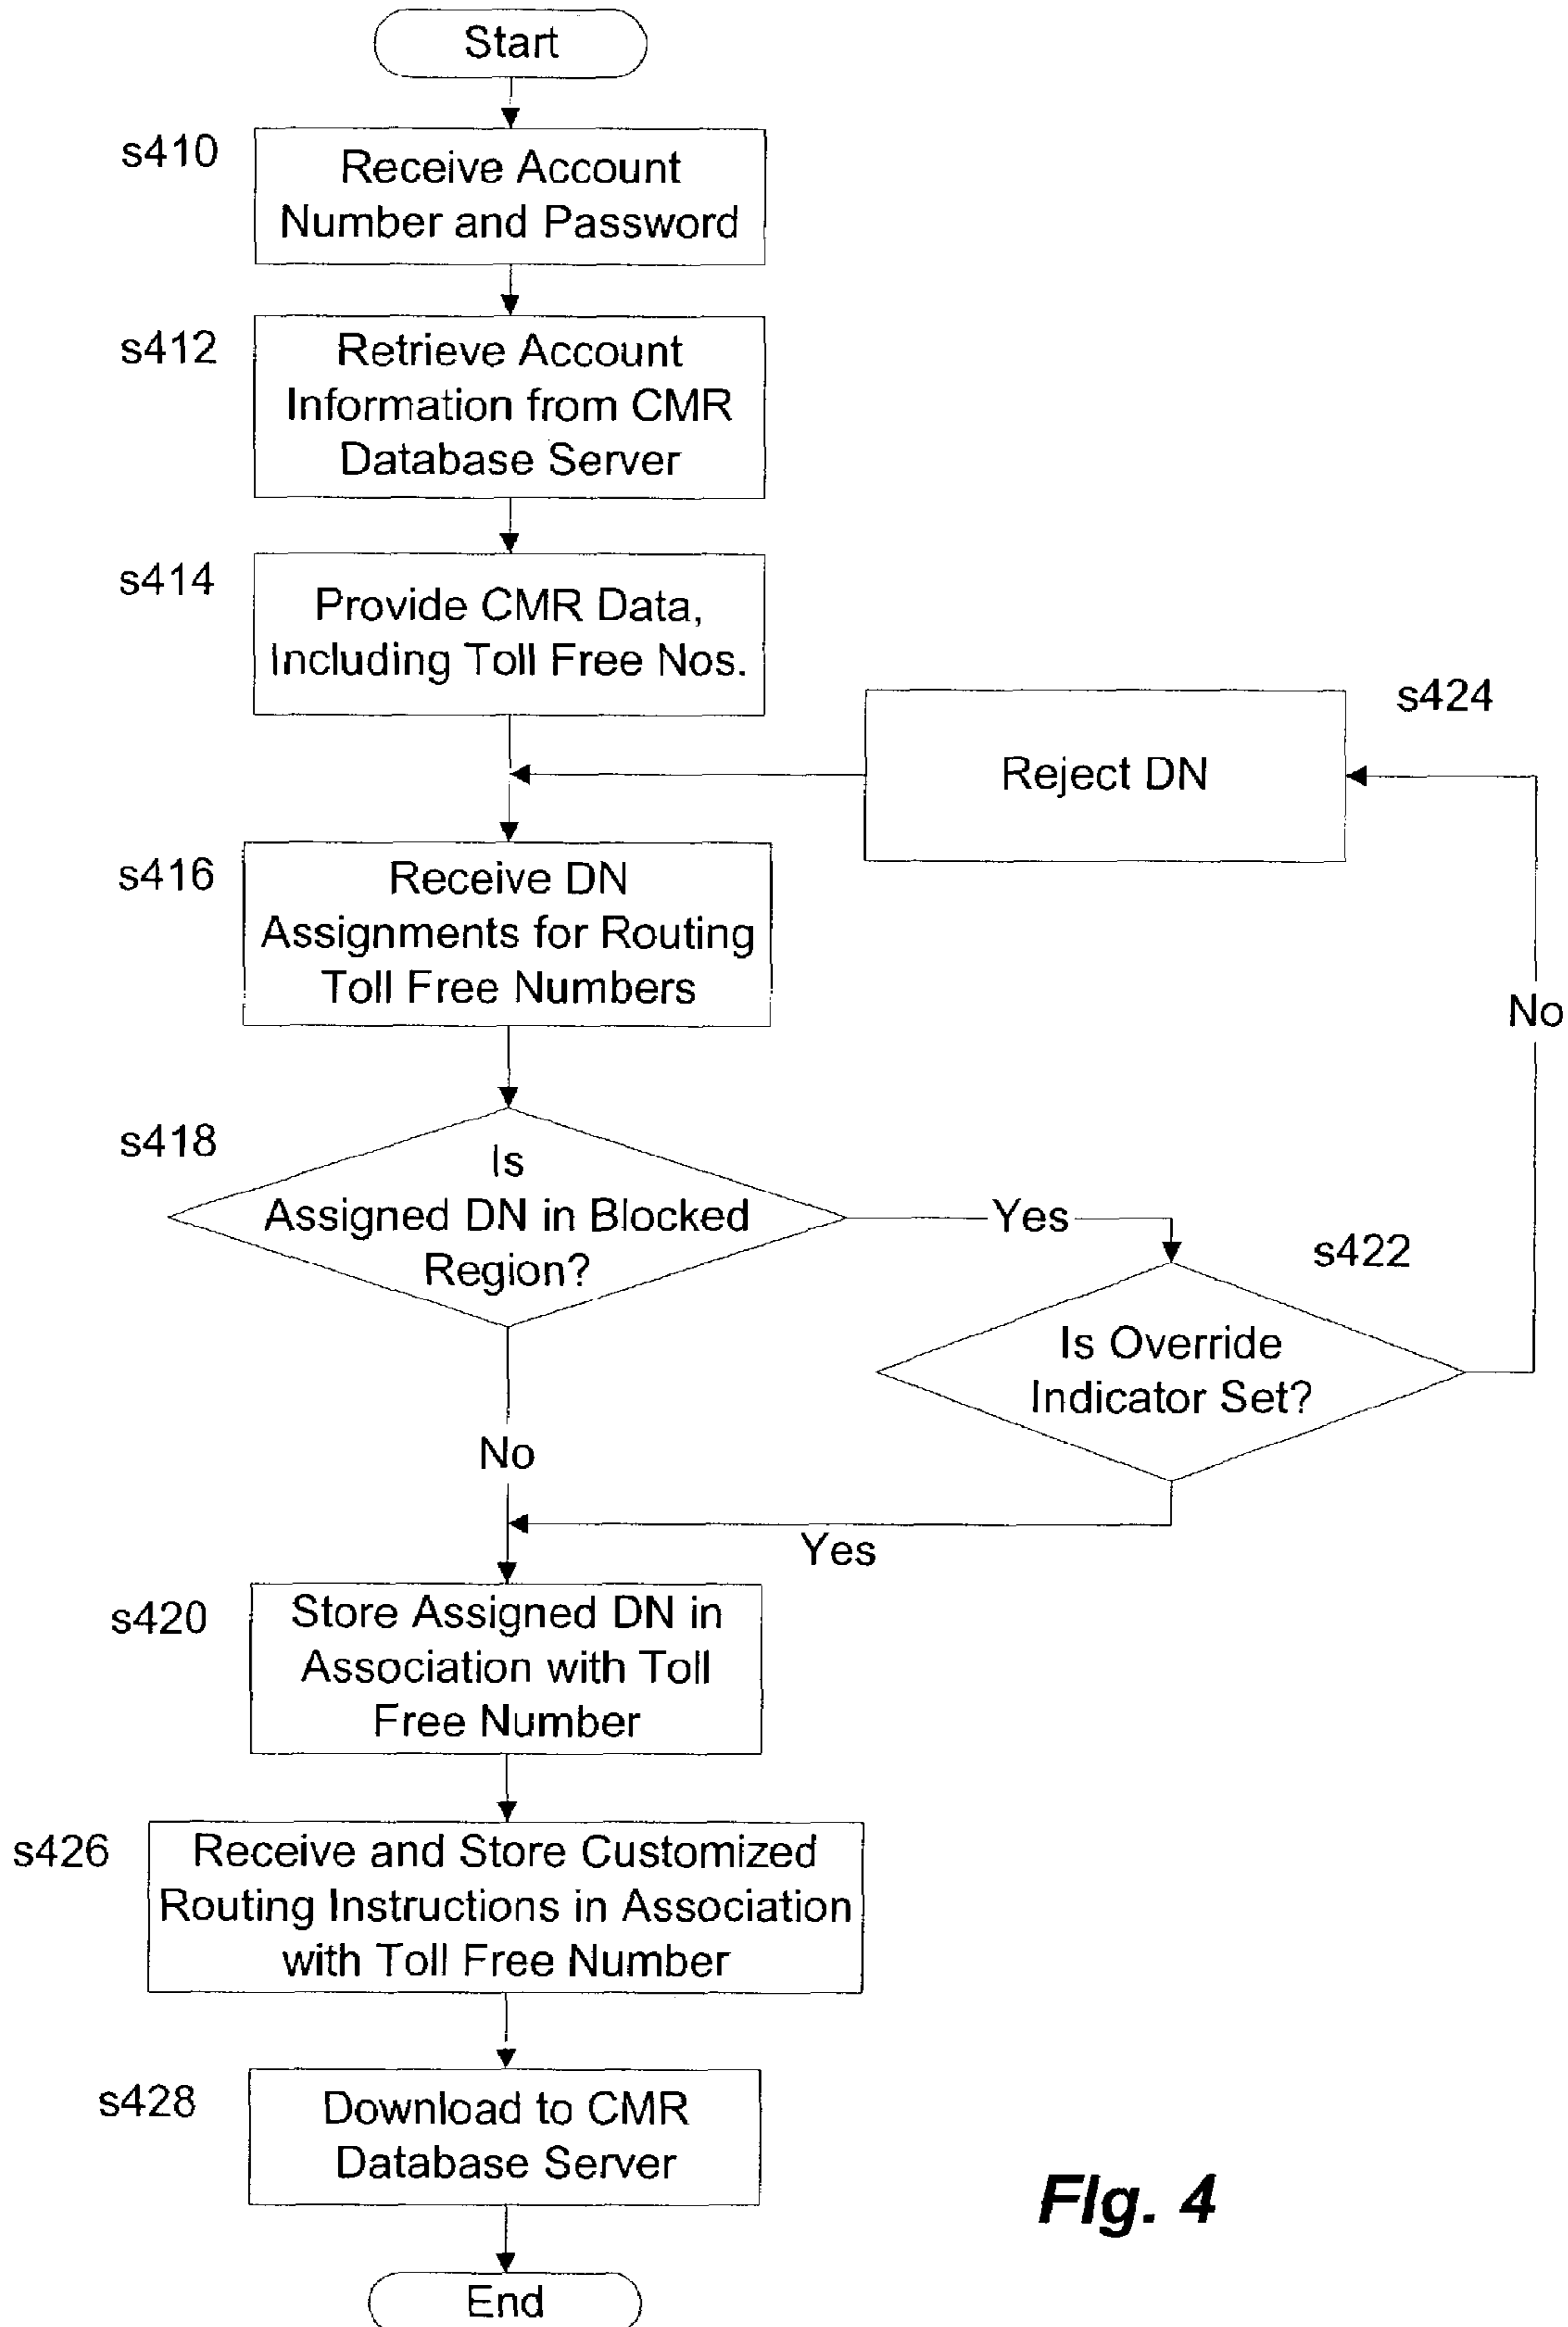 Start
s410
Receive Account
Number and Password
s412
Retrieve Account
Information from CMR
Database Server
s414
Provide CMR Data,
Including Toll Free Nos.
s424
Reject DN
s416
Receive DN
Assignments for Routing
Toll Free Numbers
No
s418
Is
Assigned DN in Blocked
Region?
Yes
s422
Is Override
Indicator Set?
No
Yes
s420
Store Assigned DN in
Association with Toll
Free Number
s426
Receive and Store Customized
Routing Instructions in Association
with Toll Free Number
s428
Download to CMR
Database Server
FIg. 4
End